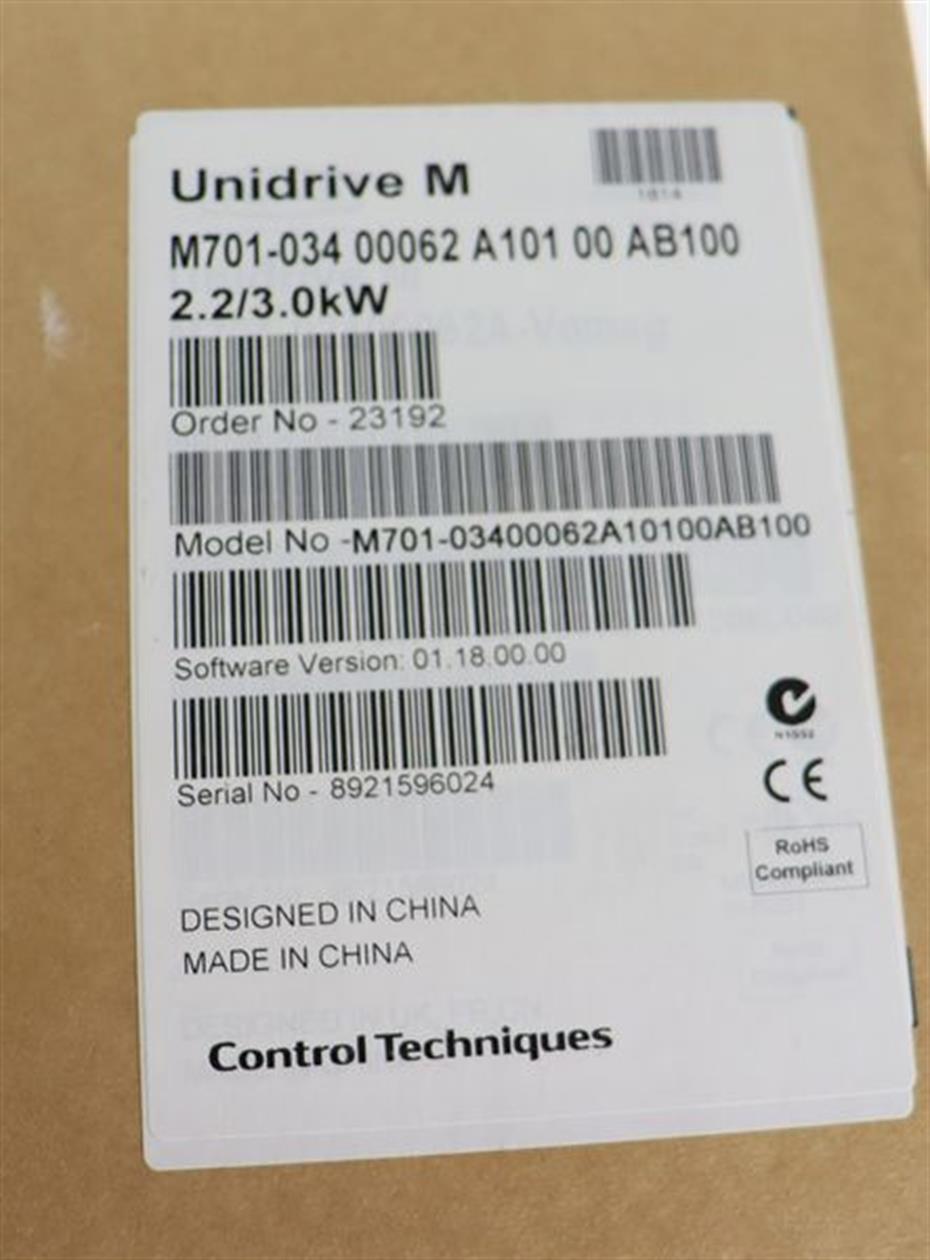 Unidrive M
1814
M701-034 00062 A101 00 AB100
2.2/3.0kW
Order No - 23192
Model No -M701-03400062A10100AB100
Software Version: 01.18.00.00
Serial No - 8921596024
N1552
CE
RoHS
Compliant
DESIGNED IN CHINA
MADE IN CHINA
Control Techniques